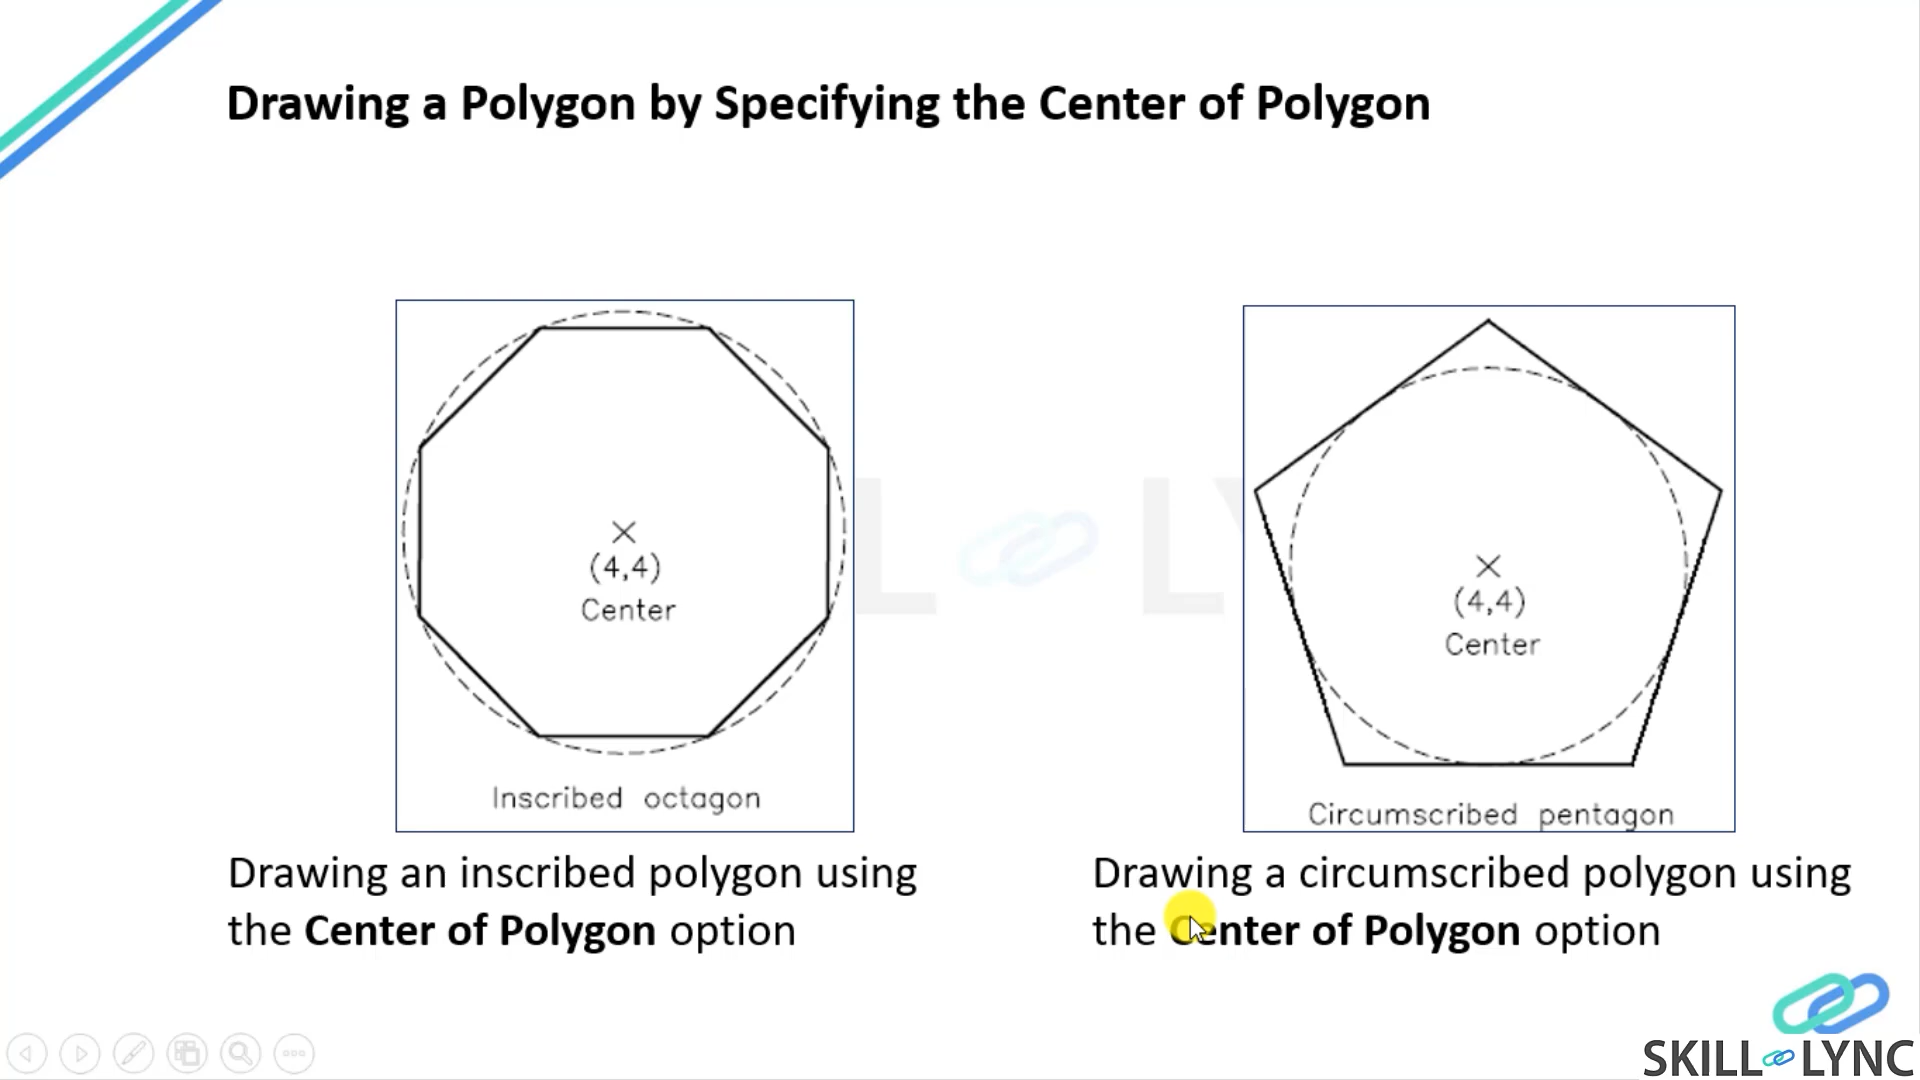 Drawing a Polygon by Specifying the Center of Polygon
(4,4)
Center
Inscribed octagon
Drawing an inscribed polygon using
the Center of Polygon option
(4,4)
Center
Circumscribed pentagon
Drawing a circumscribed polygon using
the Center of Polygon option
SKILL LYNC